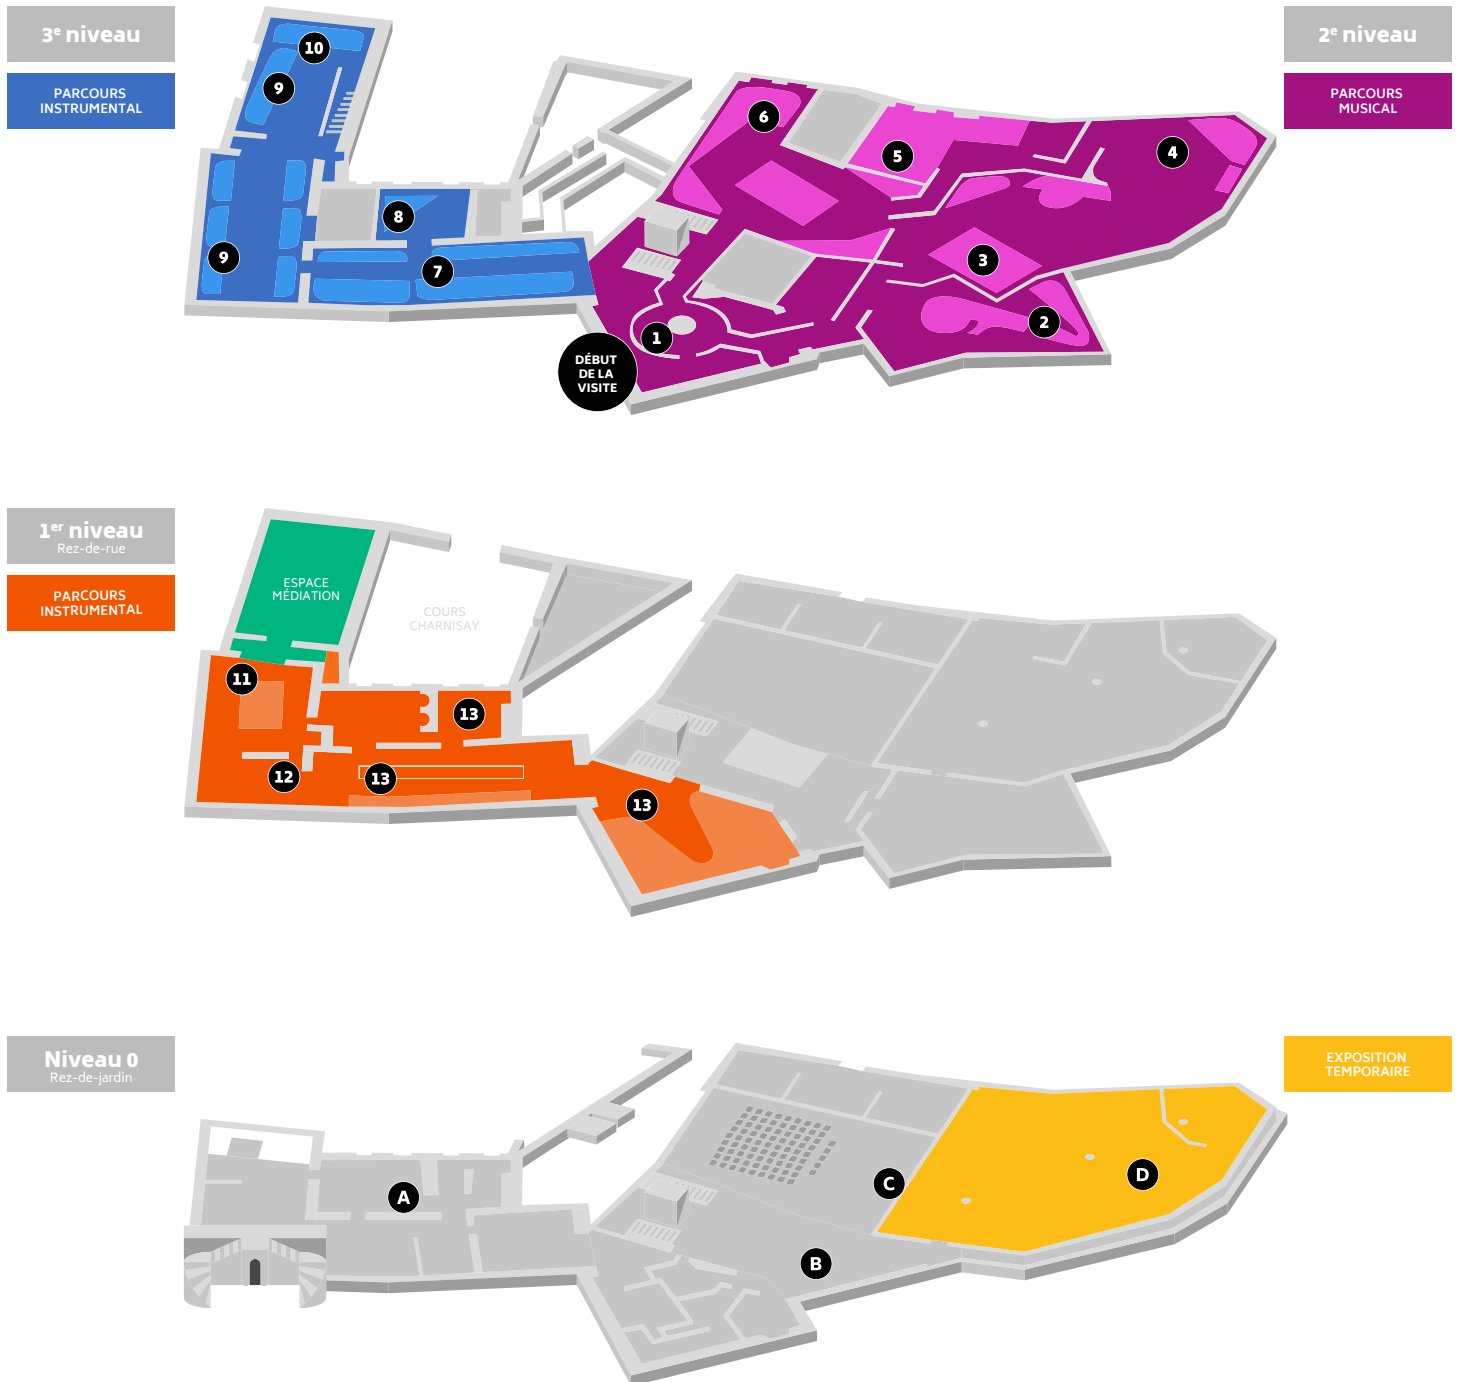 3e niveau
PARCOURS
INSTRUMENTAL
2e niveau
PARCOURS
MUSICAL
10
9
8
9
7
6
5
4
3
2
1
DÉBUT
DE LA
VISITE
1er niveau
Rez-de-rue
PARCOURS
INSTRUMENTAL
ESPACE
MÉDIATION
COURS
CHARNISAY
11
13
12
13
13
Niveau 0
Rez-de-jardin
EXPOSITION
TEMPORAIRE
A
C
D
B